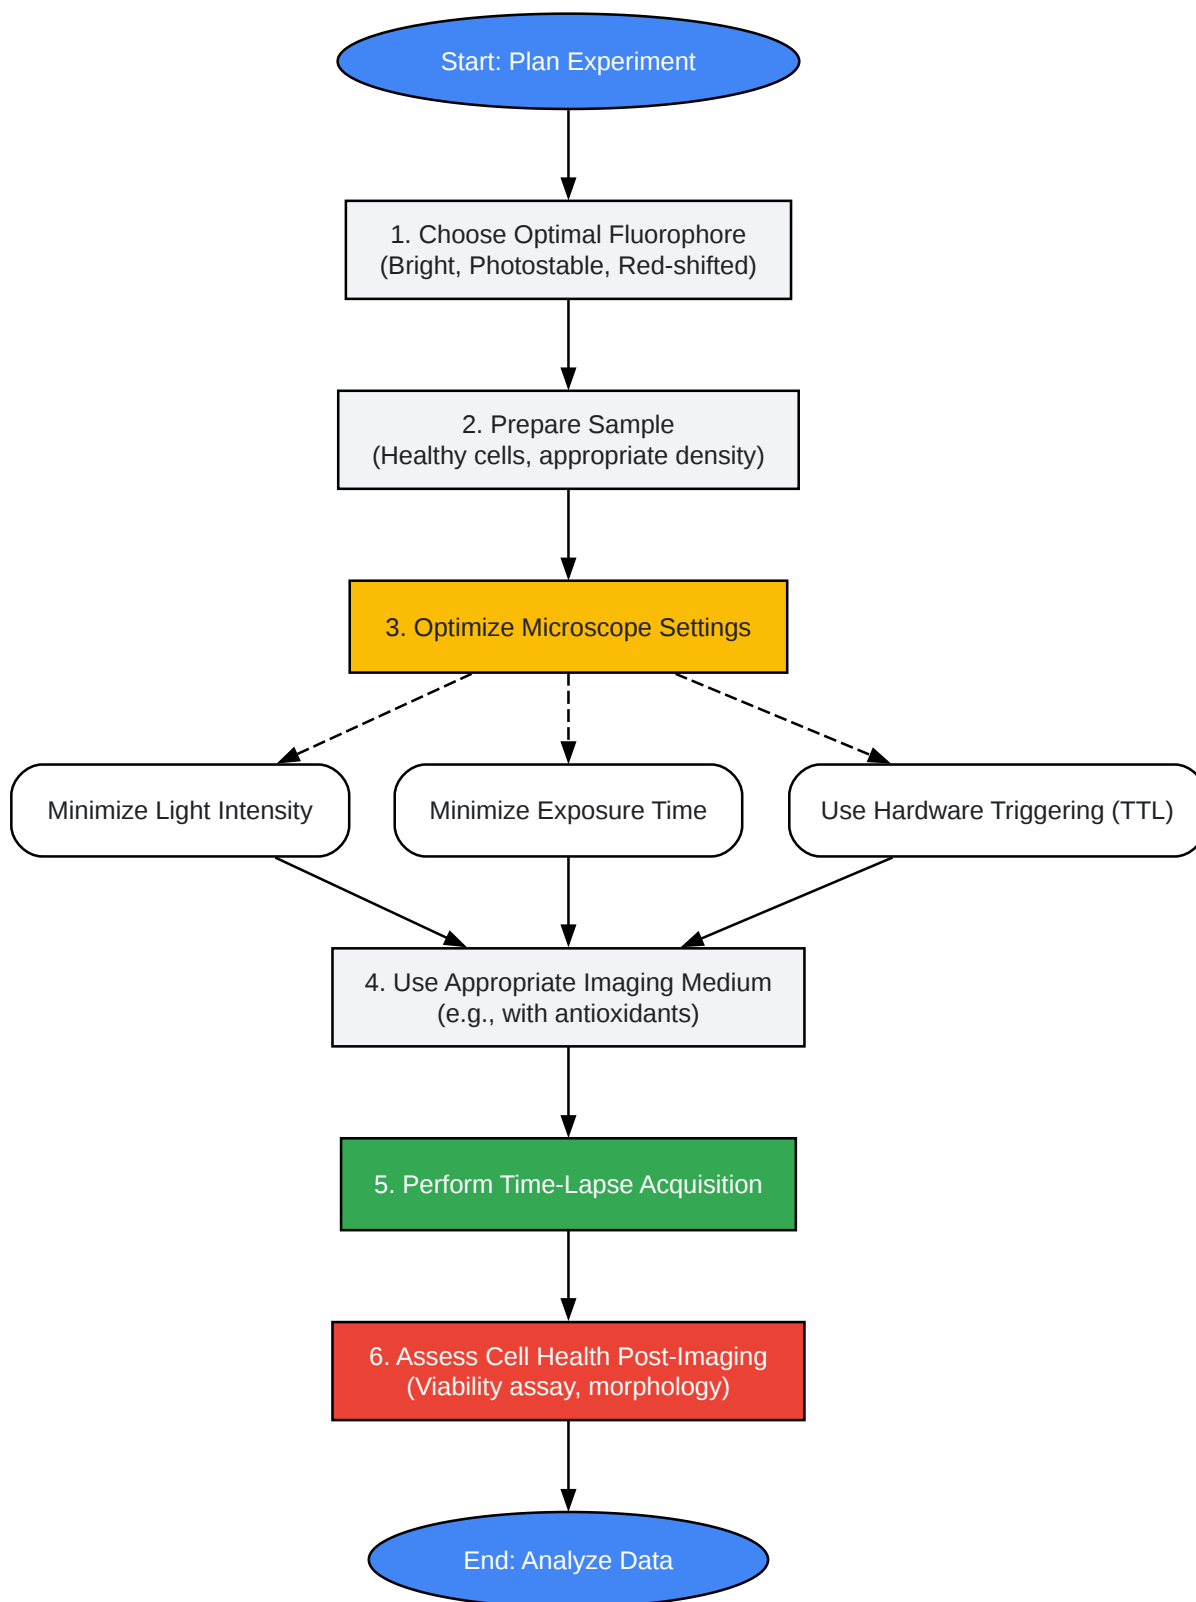 Start: Plan Experiment
1. Choose Optimal Fluorophore
(Bright, Photostable, Red-shifted)
2. Prepare Sample
(Healthy cells, appropriate density)
3. Optimize Microscope Settings
Minimize Light Intensity
Minimize Exposure Time
Use Hardware Triggering (TTL)
4. Use Appropriate Imaging Medium
(e.g., with antioxidants)
5. Perform Time-Lapse Acquisition
6. Assess Cell Health Post-Imaging
(Viability assay, morphology)
End: Analyze Data